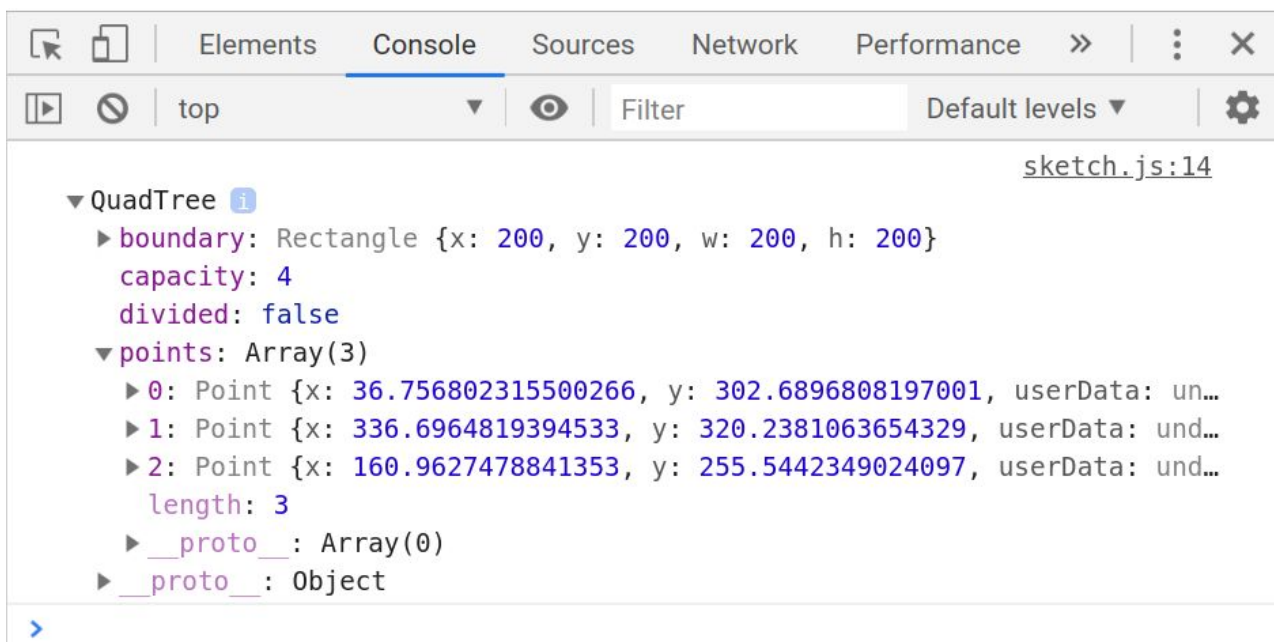 Elements Console Sources Network Performance »
top Filter Default levels
sketch.js:14
QuadTree i
boundary: Rectangle {x: 200, y: 200, w: 200, h: 200}
capacity: 4
divided: false
points: Array(3)
0: Point {x: 36.756802315500266, y: 302.6896808197001, userData: un…
1: Point {x: 336.6964819394533, y: 320.2381063654329, userData: und…
2: Point {x: 160.9627478841353, y: 255.5442349024097, userData: und…
length: 3
__proto__: Array(0)
__proto__: Object